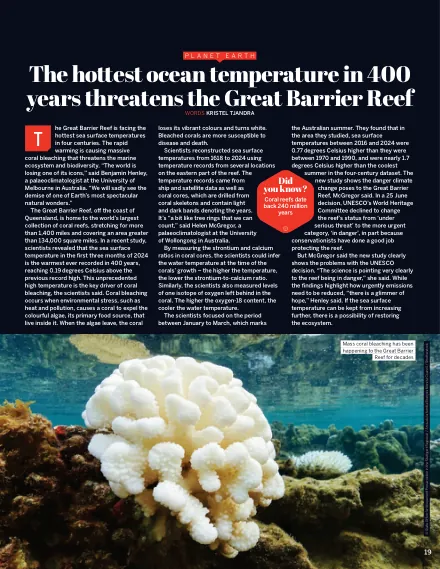 PLANET EARTH
The hottest ocean temperature in 400
years threatens the Great Barrier Reef
WORDS KRISTEL TJANDRA
The Great Barrier Reef is facing the
hottest sea surface temperatures
in four centuries. The rapid
warming is causing massive
coral bleaching that threatens the marine
ecosystem and biodiversity. "The world is
losing one of its icons," said Benjamin Henley,
a palaeoclimatologist at the University of
Melbourne in Australia. "We will sadly see the
demise of one of Earth's most spectacular
natural wonders."
The Great Barrier Reef, off the coast of
Queensland, is home to the world's largest
collection of coral reefs, stretching for more
than 1,400 miles and covering an area greater
than 134,000 square miles. In a recent study,
scientists revealed that the sea surface
temperature in the first three months of 2024
is the warmest ever recorded in 400 years,
reaching 0.19 degrees Celsius above the
previous record high. This unprecedented
high temperature is the key driver of coral
bleaching, the scientists said. Coral bleaching
occurs when environmental stress, such as
heat and pollution, causes a coral to expel the
colourful algae, its primary food source, that
live inside it. When the algae leave, the coral
loses its vibrant colours and turns white.
Bleached corals are more susceptible to
disease and death.
Scientists reconstructed sea surface
temperatures from 1618 to 2024 using
temperature records from several locations
on the eastern part of the reef. The
temperature records came from
ship and satellite data as well as
coral cores, which are drilled from
coral skeletons and contain light
and dark bands denoting the years.
It's "a bit like tree rings that we can
count," said Helen McGregor, a
palaeoclimatologist at the University
of Wollongong in Australia.
By measuring the strontium and calcium
ratios in coral cores, the scientists could infer
the water temperature at the time of the
corals' growth – the higher the temperature,
the lower the strontium-to-calcium ratio.
Similarly, the scientists also measured levels
of one isotope of oxygen left behind in the
coral. The higher the oxygen-18 content, the
cooler the water temperature.
The scientists focused on the period
between January to March, which marks
the Australian summer. They found that in
the area they studied, sea surface
temperatures between 2016 and 2024 were
0.77 degrees Celsius higher than they were
between 1970 and 1990, and were nearly 1.7
degrees Celsius higher than the coolest
summer in the four-century dataset. The
new study shows the danger climate
change poses to the Great Barrier
Reef, McGregor said. In a 25 June
decision, UNESCO's World Heritage
Committee declined to change
the reef's status from 'under
serious threat' to the more urgent
category, 'in danger', in part because
conservationists have done a good job
protecting the reef.
But McGregor said the new study clearly
shows the problems with the UNESCO
decision. "The science is pointing very clearly
to the reef being in danger," she said. While
the findings highlight how urgently emissions
need to be reduced, "there is a glimmer of
hope," Henley said. If the sea surface
temperature can be kept from increasing
further, there is a possibility of restoring
the ecosystem.
Did
you know?
Coral reefs date
back 240 million
years
Mass coral bleaching has been
happening to the Great Barrier
Reef for decades
19